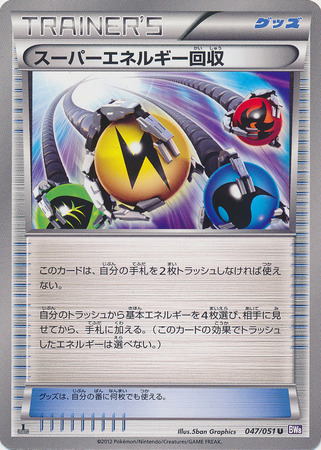 TRAINER'S
グッズ
スーパーエネルギー回収
このカードは、自分の手札を2枚トラッシュしなければ使え
ない。
自分のトラッシュから基本エネルギーを4枚選び、相手に見
せてから、手札に加える。(このカードの効果でトラッシュし
たエネルギーは選べない。)
グッズは、自分の番に何枚でも使える。
Illus.5ban Graphics 047/051 U BW8
©2012 Pokémon/Nintendo/Creatures/GAME FREAK.